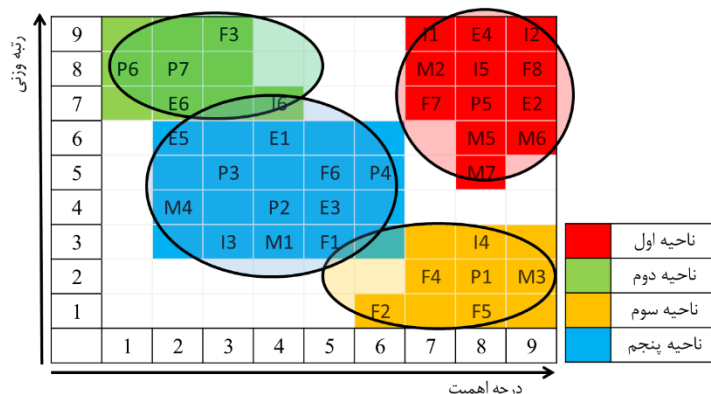 رتبه وزنی
9 F3 I1 E4 I2
8 P6 P7 M2 I5 F8
7 E6 I6 F7 P5 E2
6 E5 E1 M5 M6
5 P3 F6 P4 M7
4 M4 P2 E3
3 I3 M1 F1 I4
2 F4 P1 M3
1 F2 F5
1 2 3 4 5 6 7 8 9
درجه اهمیت
ناحیه اول
ناحیه دوم
ناحیه سوم
ناحیه پنجم